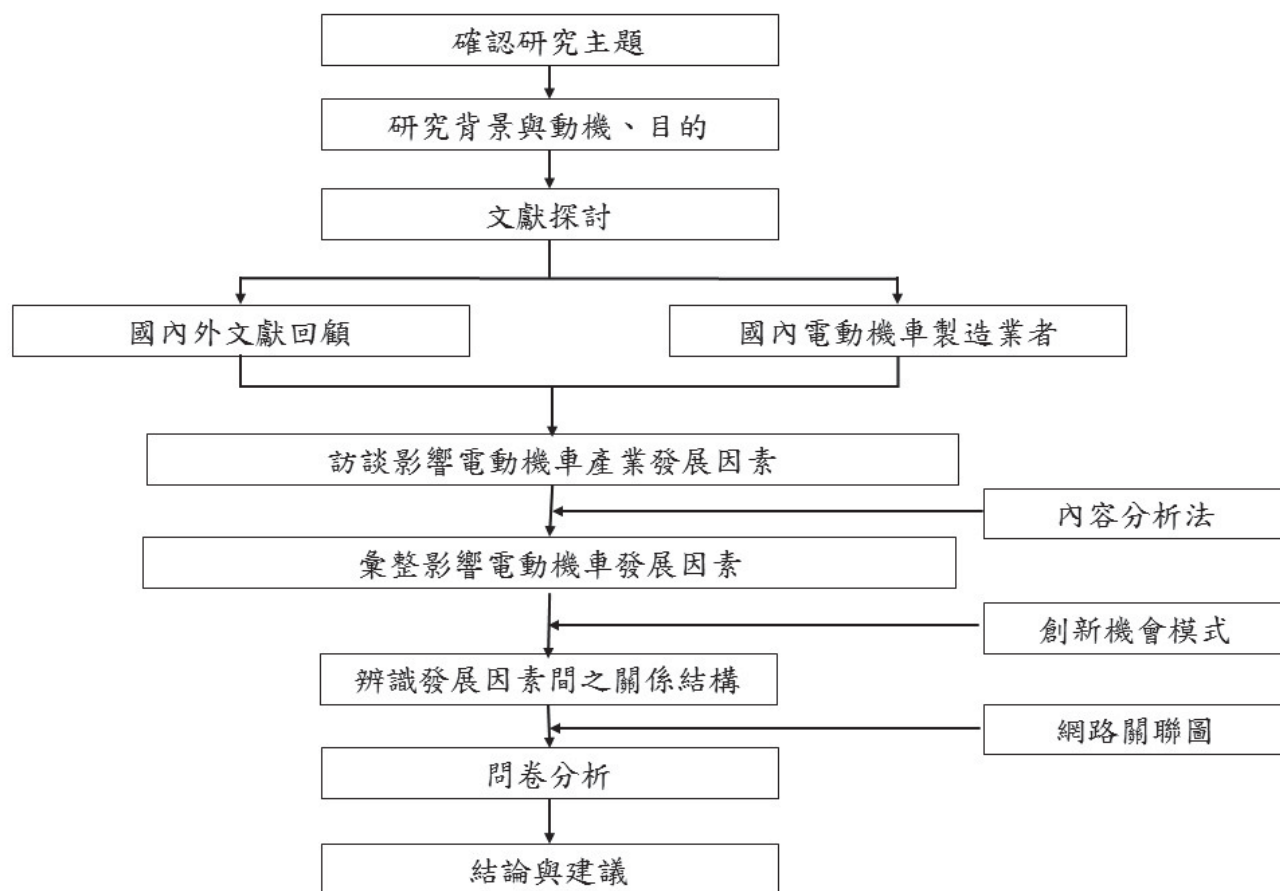 確認研究主題
研究背景與動機、目的
文獻探討
國內外文獻回顧
國內電動機車製造業者
訪談影響電動機車產業發展因素
內容分析法
彙整影響電動機車發展因素
創新機會模式
辨識發展因素間之關係結構
網路關聯圖
問卷分析
結論與建議